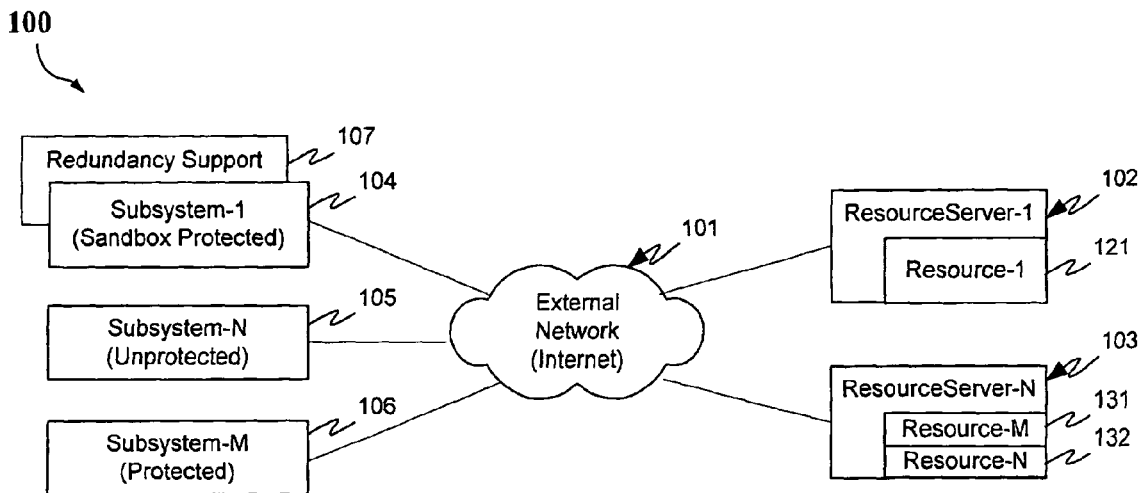 100
107
Redundancy Support
104
Subsystem-1
(Sandbox Protected)
105
Subsystem-N
(Unprotected)
106
Subsystem-M
(Protected)
101
External
Network
(Internet)
102
ResourceServer-1
121
Resource-1
103
ResourceServer-N
131
Resource-M
132
Resource-N